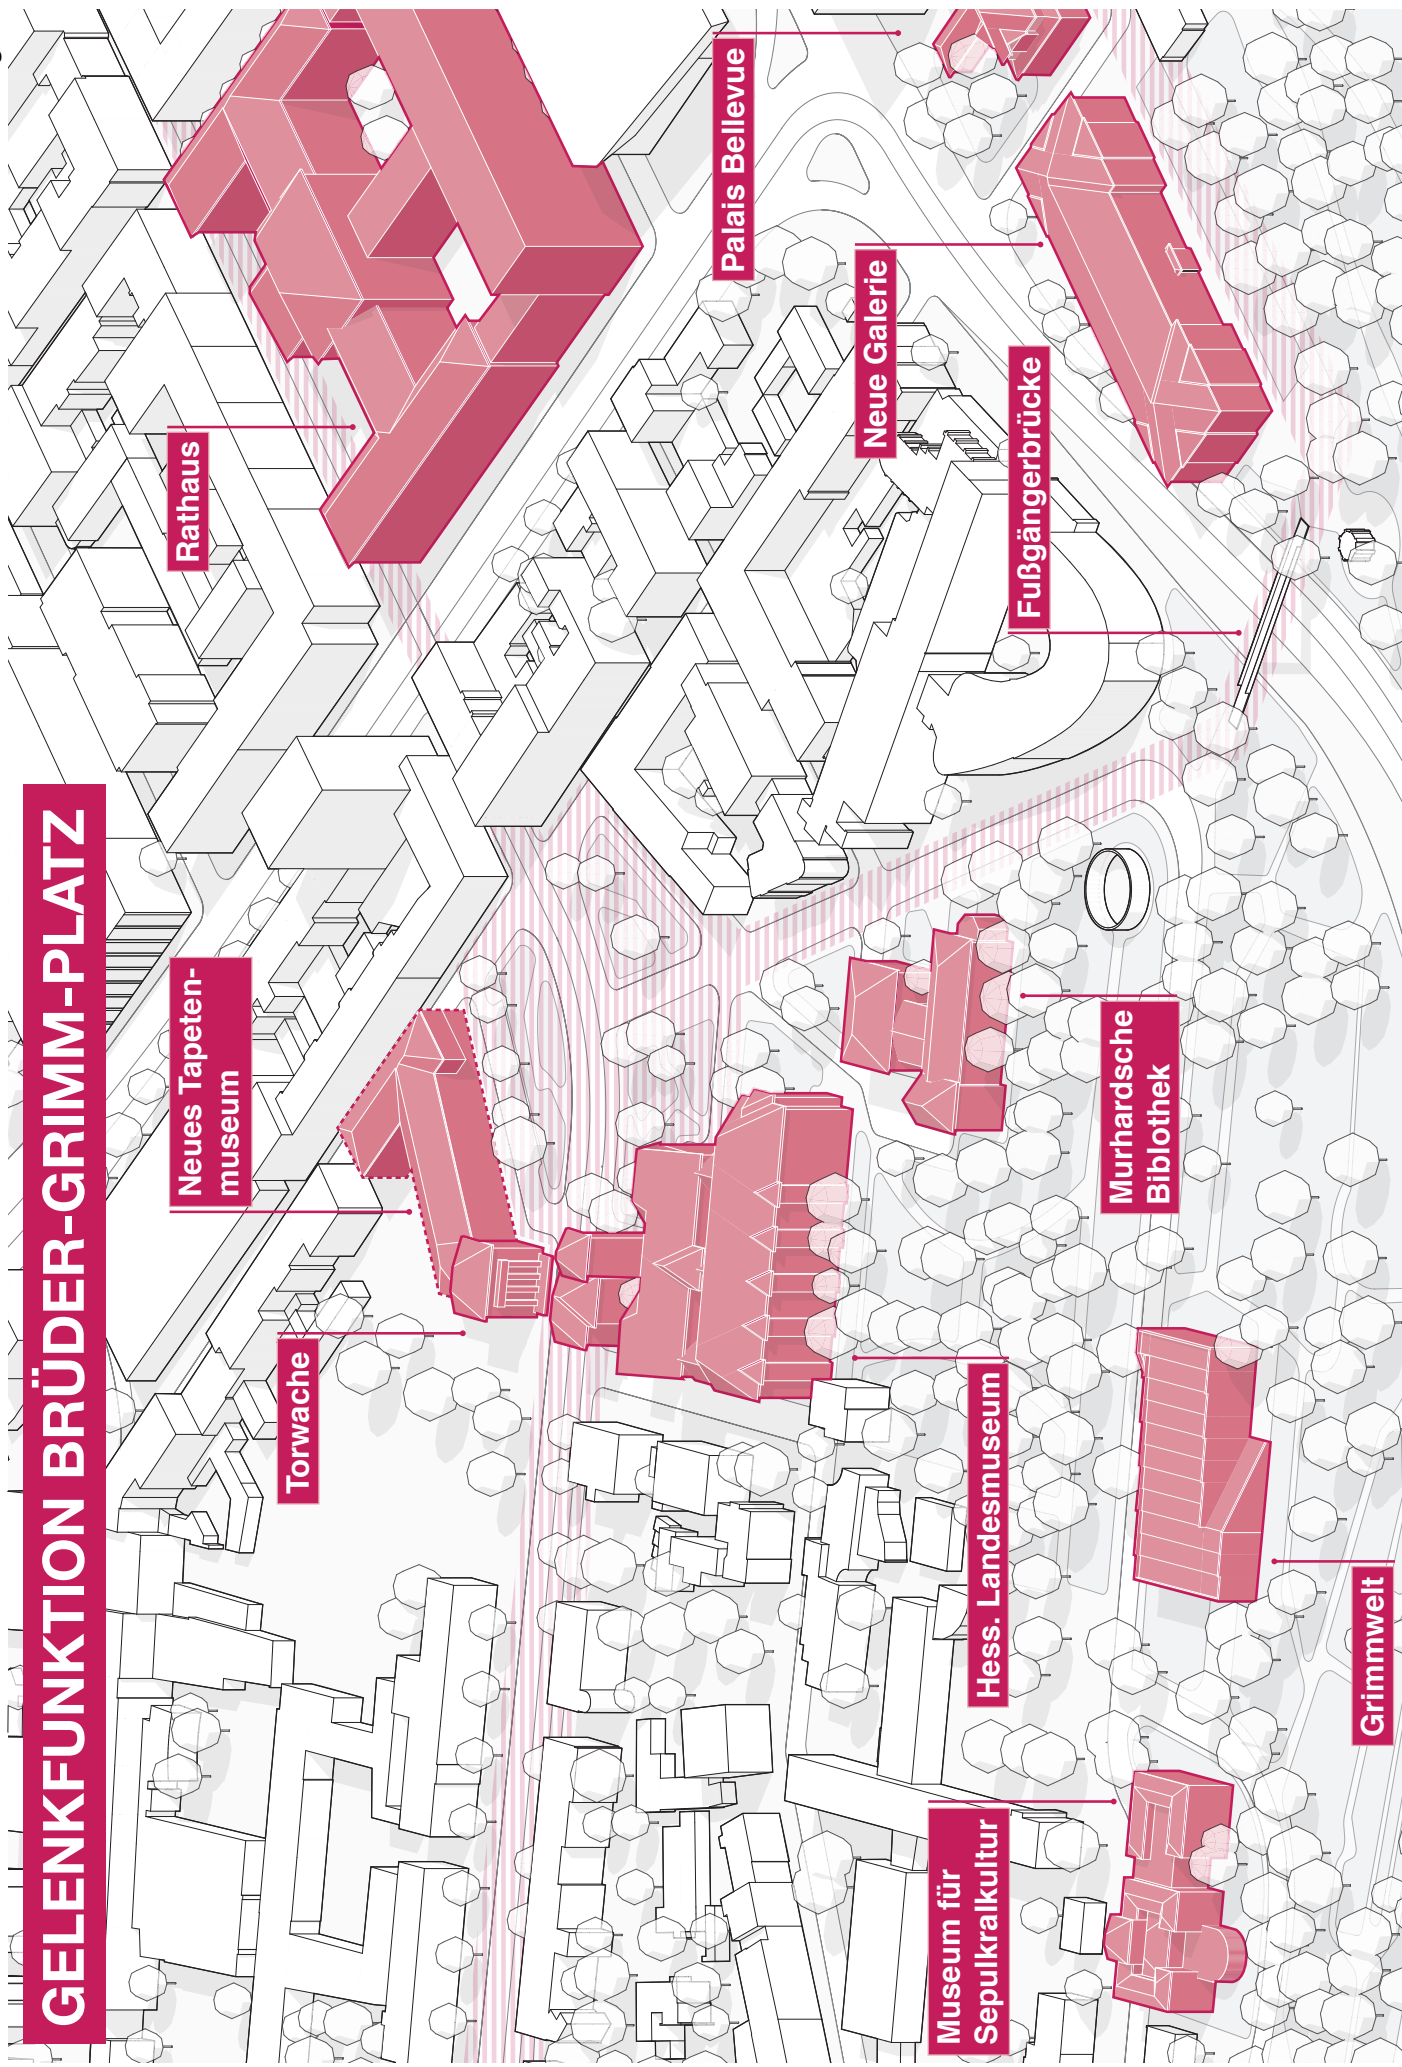 GELENKFUNKTION BRÜDER-GRIMM-PLATZ
Neues Tapeten-
museum
Rathaus
Torwache
Palais Bellevue
Neue Galerie
Fußgängerbrücke
Murhardsche
Biblothek
Hess. Landesmuseum
Museum für
Sepulkralkultur
Grimmwelt